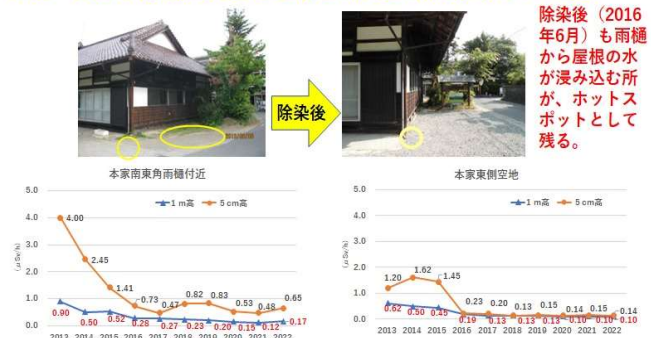 除染後（2016
年6月）も雨樋
から屋根の水
が浸み込む所
が、ホットス
ポットとして
残る。
除染後
本家南東角雨樋付近
1ｍ高 5ｃｍ高
(μSv/h)
5.0
4.0
3.0
2.0
1.0
0.0
4.00 2.45 1.41 0.73 0.47 0.82 0.83 0.53 0.48 0.65
0.90 0.50 0.52 0.28 0.27 0.23 0.20 0.15 0.12 0.17
2013 2014 2015 2016 2017 2018 2019 2020 2021 2022
本家東側空地
1ｍ高 5ｃｍ高
(μSv/h)
5.0
4.0
3.0
2.0
1.0
0.0
1.20 1.62 1.45 0.23 0.20 0.13 0.15 0.14 0.15 0.14
0.62 0.50 0.45 0.19 0.13 0.13 0.13 0.10 0.10 0.10
2013 2014 2015 2016 2017 2018 2019 2020 2021 2022